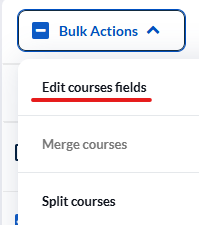 Bulk Actions
Edit courses fields
Merge courses
Split courses